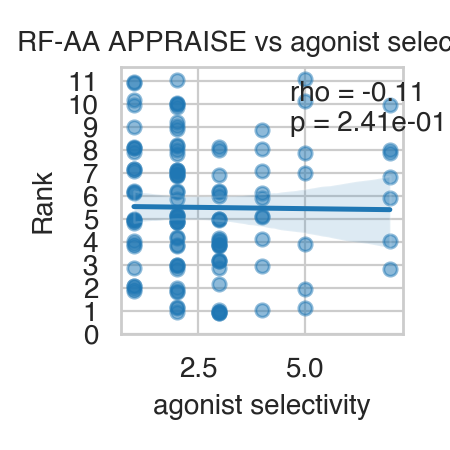 RF-AA APPRAISE vs agonist selec
rho = -0.11
p = 2.41e-01
11
10
9
8
7
6
5
4
3
2
1
0
Rank
2.5 5.0
agonist selectivity